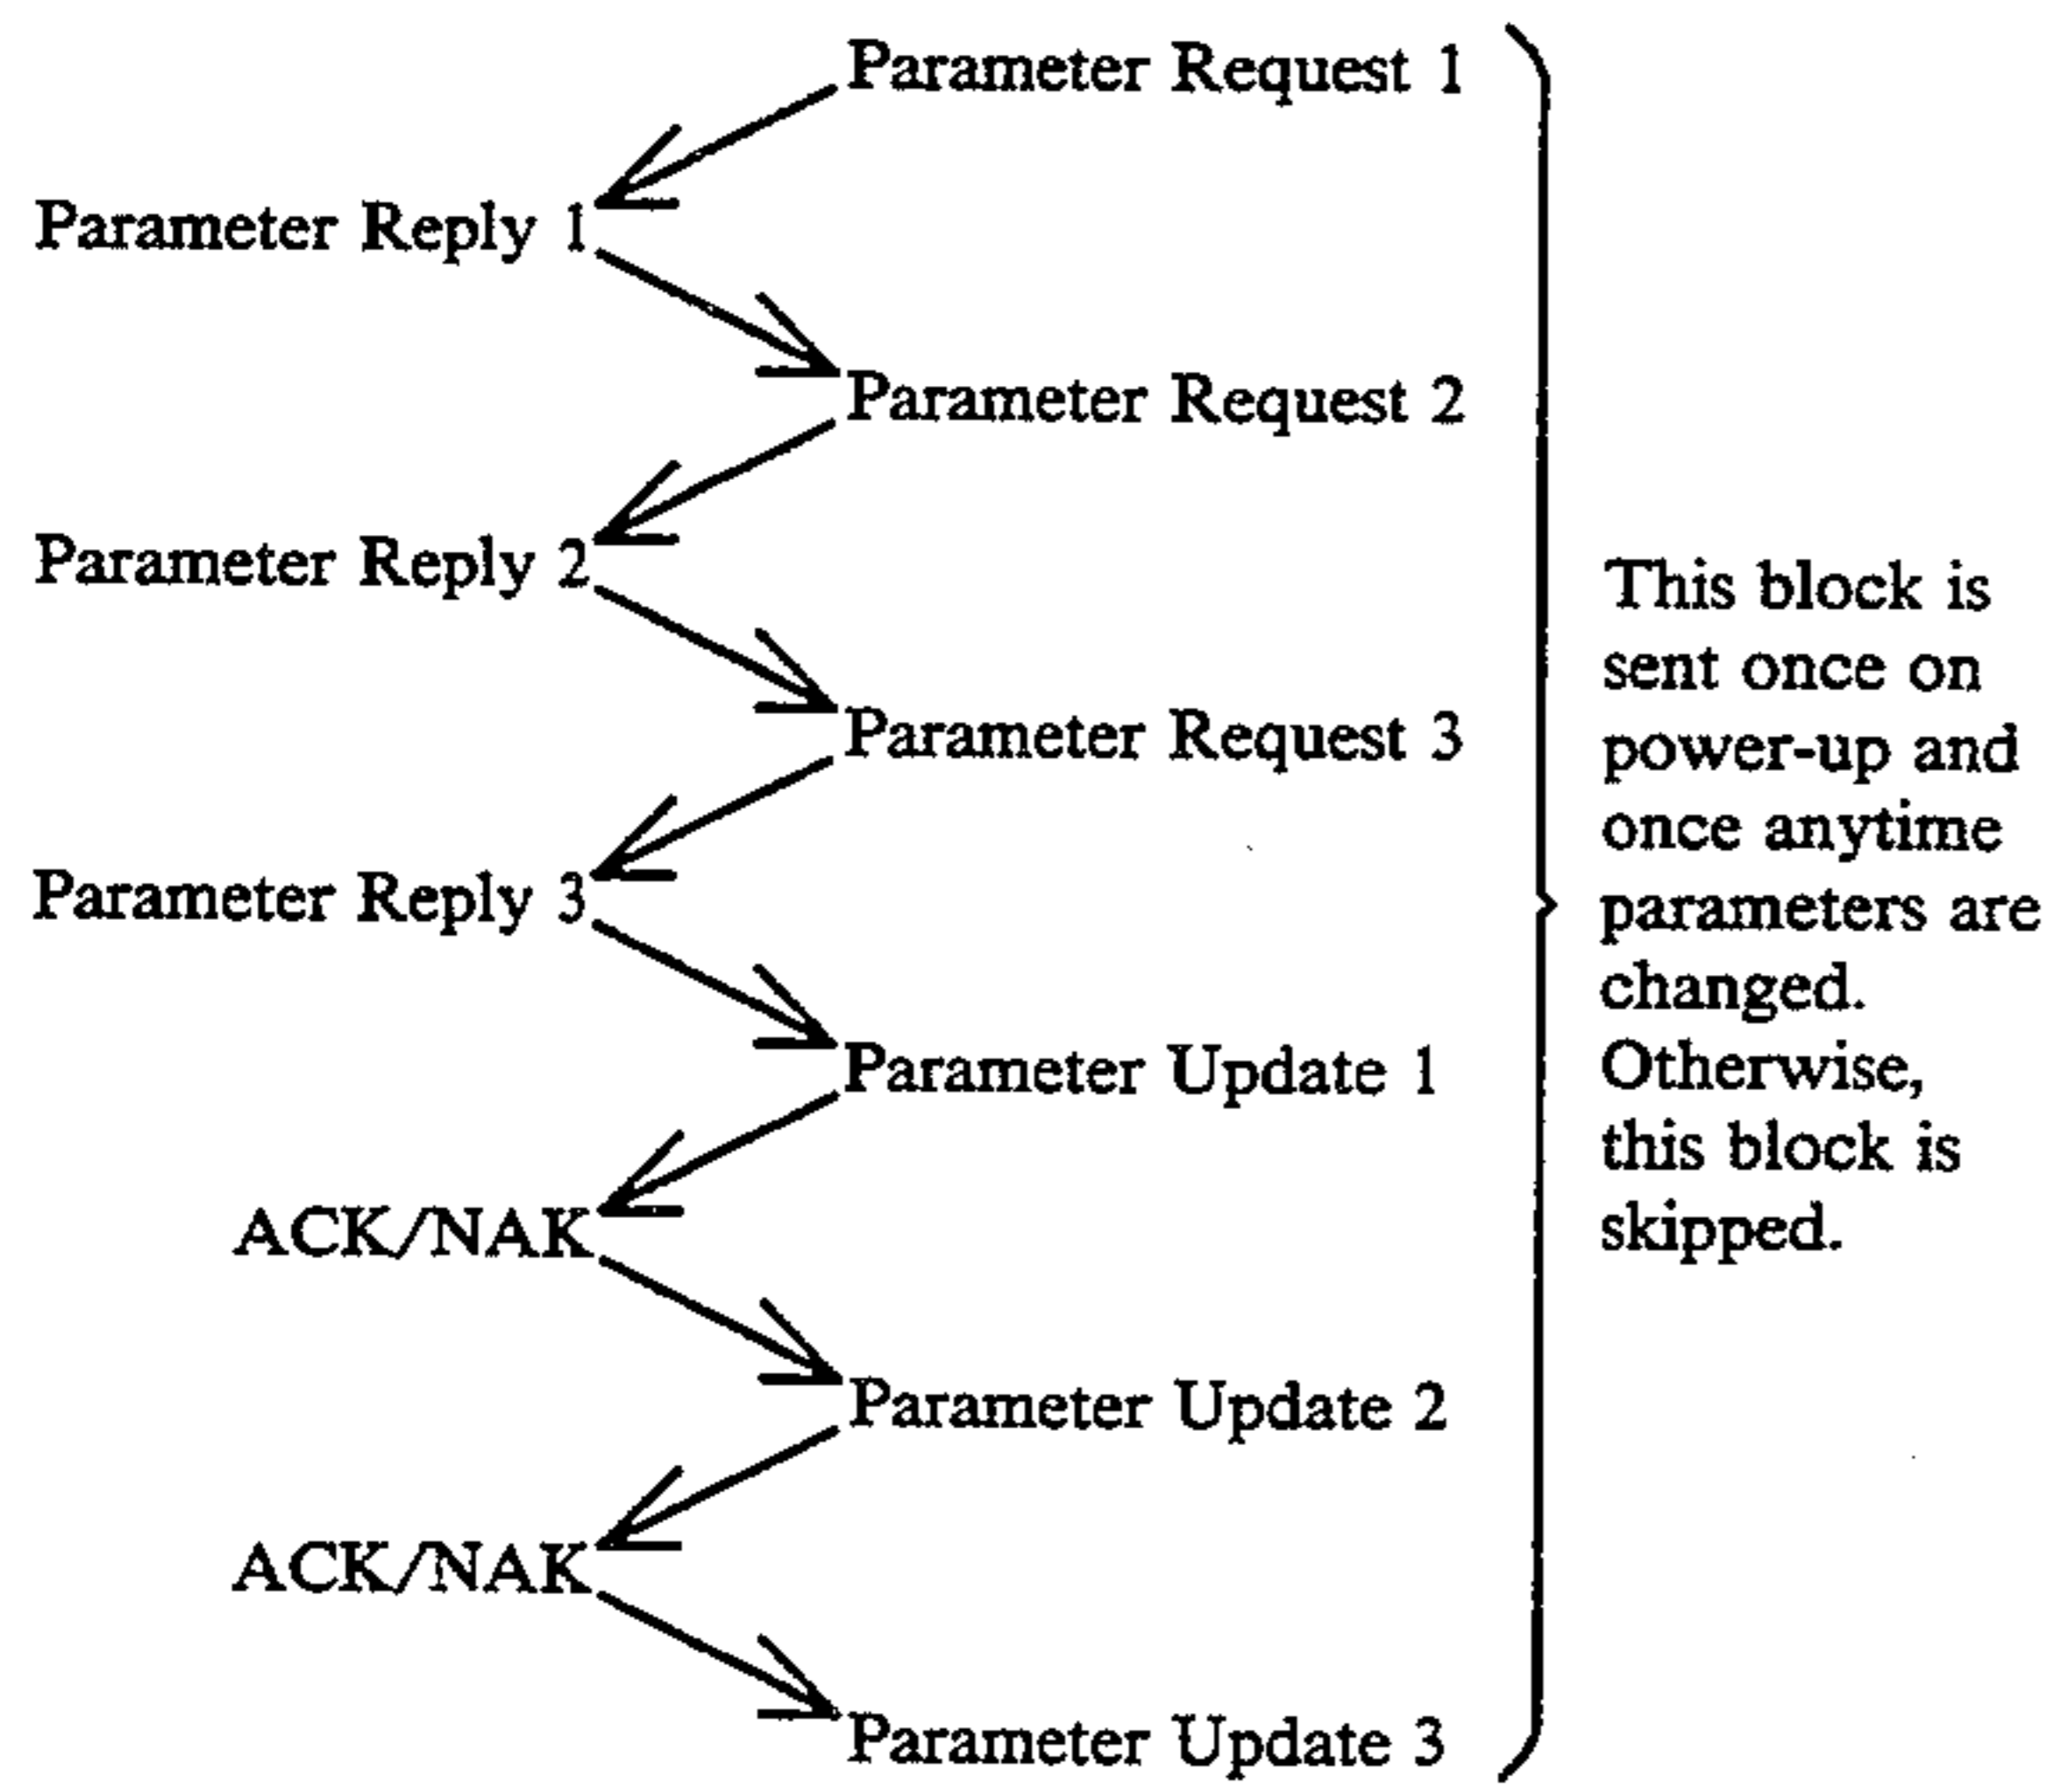 Parameter Request 1
Parameter Reply 1
Parameter Request 2
Parameter Reply 2
Parameter Request 3
Parameter Reply 3
Parameter Update 1
ACK/NAK
Parameter Update 2
ACK/NAK
Parameter Update 3
This block is
sent once on
power-up and
once anytime
parameters are
changed.
Otherwise,
this block is
skipped.